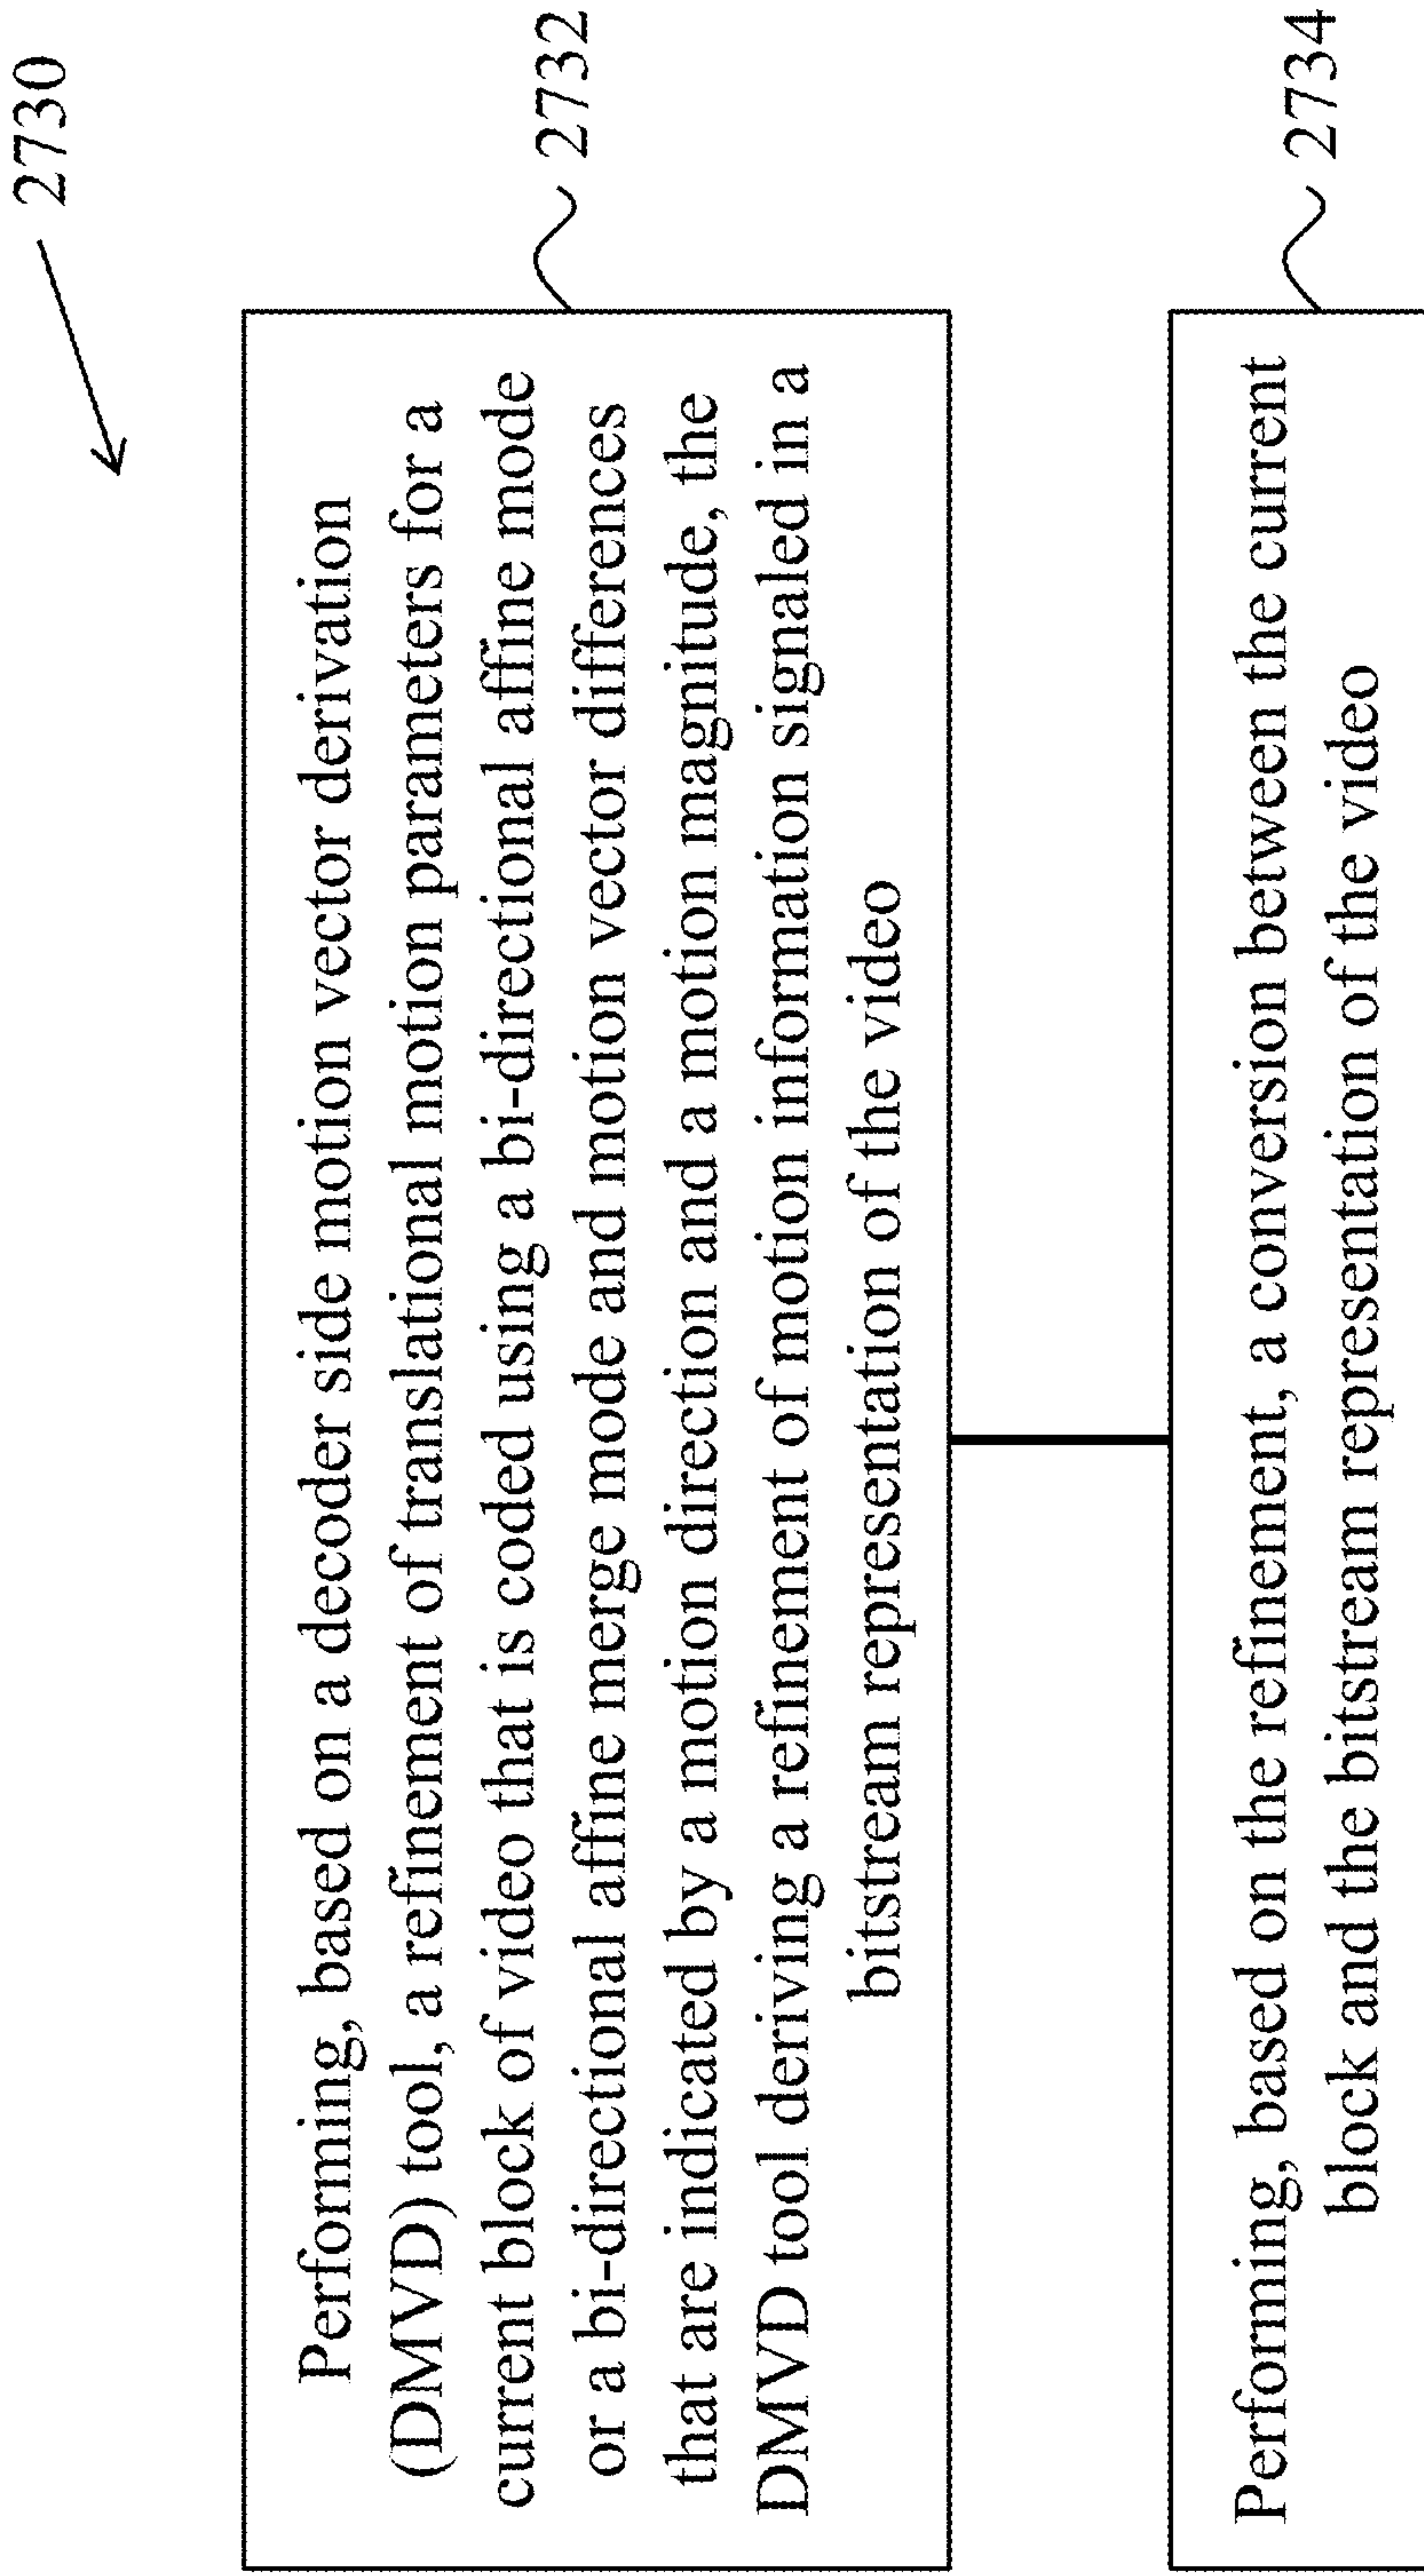 2730
Performing, based on a decoder side motion vector derivation
(DMVD) tool, a refinement of translational motion parameters for a
current block of video that is coded using a bi-directional affine mode
or a bi-directional affine merge mode and motion vector differences
that are indicated by a motion direction and a motion magnitude, the
DMVD tool deriving a refinement of motion information signaled in a
bitstream representation of the video
2732
Performing, based on the refinement, a conversion between the current
block and the bitstream representation of the video
2734